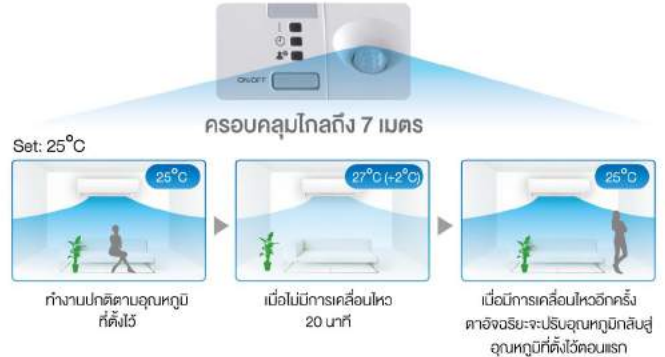 ON/OFF
ครอบคลุมไกลถึง 7 เมตร
Set: 25°C
25°C
27°C (+2°C)
25°C
ทำงานปกติตามอุณหภูมิ
ที่ตั้งไว้
เมื่อไม่มีการเคลื่อนไหว
20 นาที
เมื่อมีการเคลื่อนไหวอีกครั้ง
ตาอัจฉริยะจะปรับอุณหภูมิกลับสู่
อุณหภูมิที่ตั้งไว้ตอนแรก